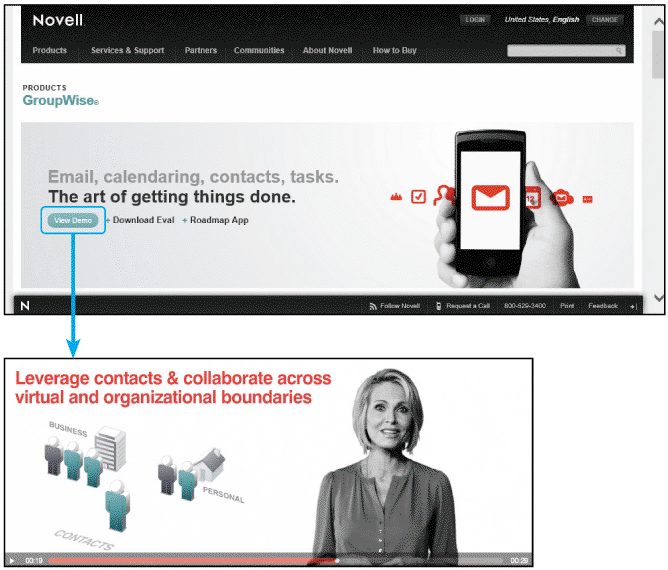 Novell.
LOGIN United States, English CHANGE
Products Services & Support Partners Communities About Novell How to Buy
PRODUCTS
GroupWise®
Email, calendaring, contacts, tasks.
The art of getting things done.
View Demo + Download Eval + Roadmap App
12
N Follow Novell Request a Call 800-529-3400 Print Feedback
Leverage contacts & collaborate across
virtual and organizational boundaries
BUSINESS
PERSONAL
CONTACTS
00:19 00:29